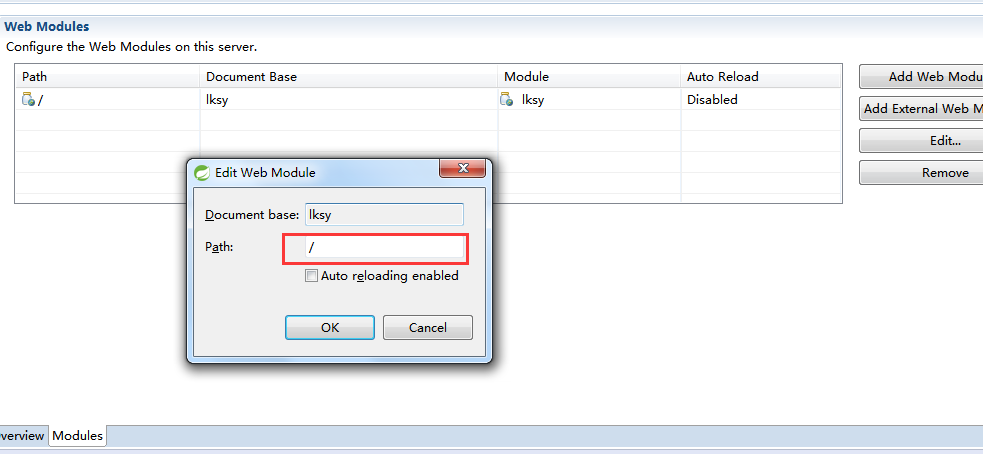 Web Modules
Configure the Web Modules on this server.
Path Document Base Module Auto Reload
/ lksy lksy Disabled
Add Web Modu
Add External Web M
Edit...
Remove
Edit Web Module
Document base: lksy
Path: /
Auto reloading enabled
OK Cancel
verview Modules